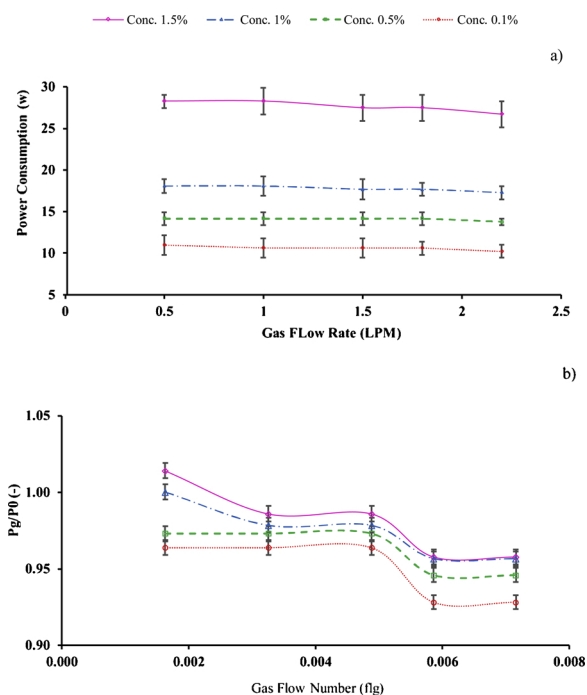 Conc. 1.5% Conc. 1% Conc. 0.5% Conc. 0.1%
a)
Power Consumption (w)
30
25
20
15
10
5
0 0.5 1 1.5 2 2.5
Gas FLow Rate (LPM)
b)
Pg/P0 (-)
1.05
1.00
0.95
0.90
0.000 0.002 0.004 0.006 0.008
Gas Flow Number (flg)